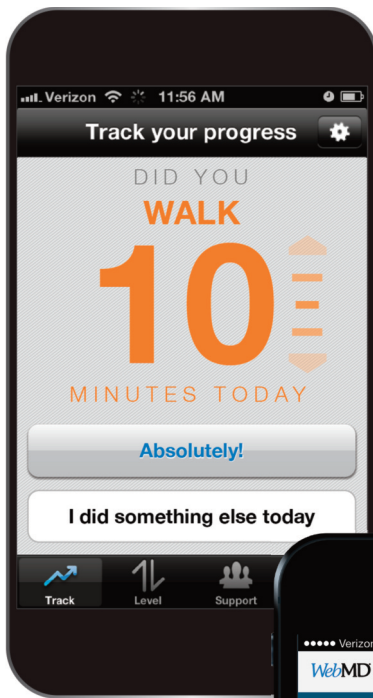 Verizon 11:56 AM
Track your progress
DID YOU
WALK
10
MINUTES TODAY
Absolutely!
I did something else today
Track Level Support
Verizon
WebMD